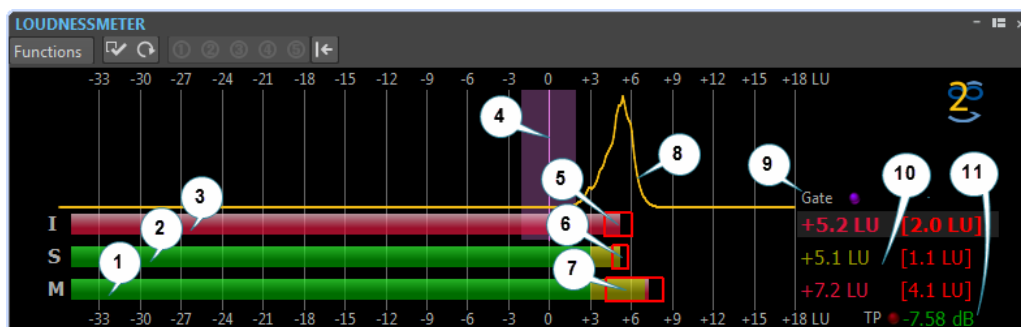 LOUDNESSMETER
Functions ① ② ③ ④ ⑤
-33 -30 -27 -24 -21 -18 -15 -12 -9 -6 -3 0 +3 +6 +9 +12 +15 +18 LU
4
8
9
10
11
3
5
Gate
I +5.2 LU [2.0 LU]
2
6
S +5.1 LU [1.1 LU]
1
7
M +7.2 LU [4.1 LU]
-33 -30 -27 -24 -21 -18 -15 -12 -9 -6 -3 0 +3 +6 +9 +12 +15 +18 LU TP -7.58 dB